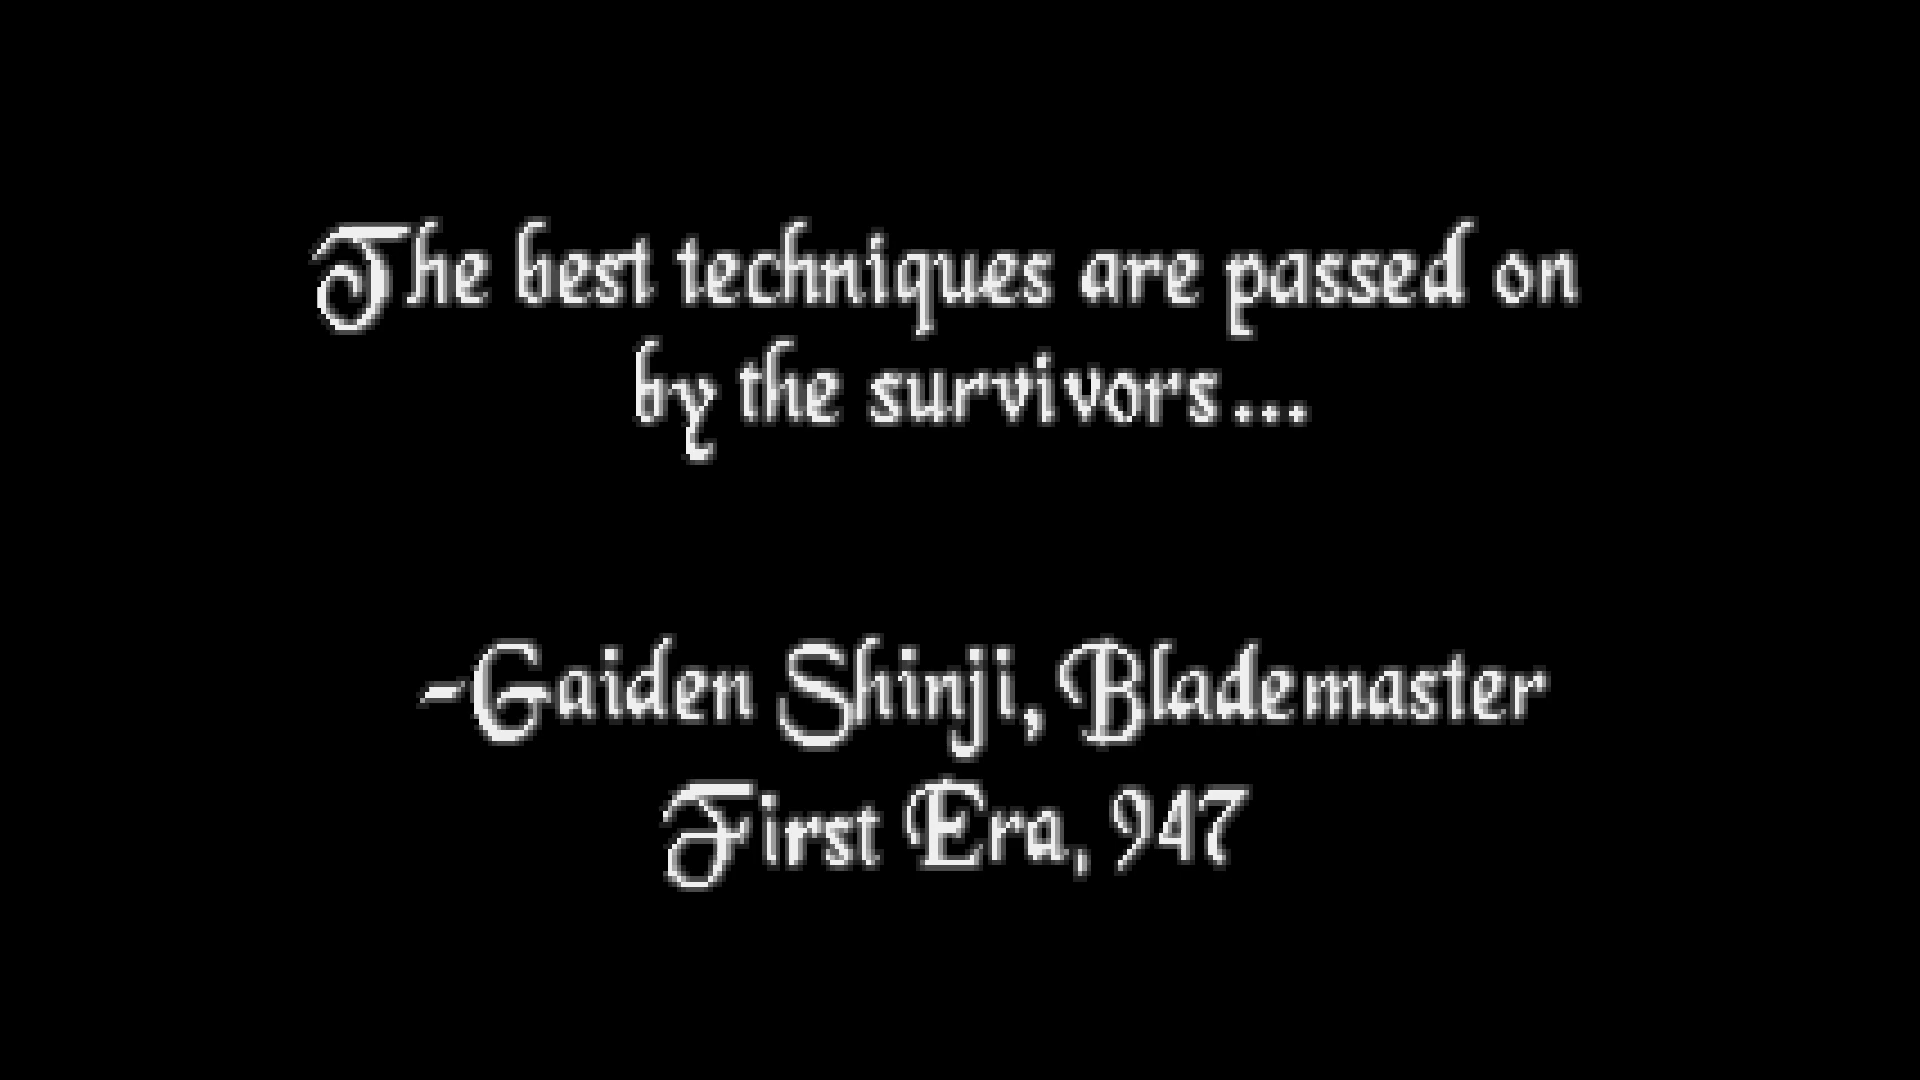 The best techniques are passed on
by the survivors...
-Gaiden Shinji, Blademaster
First Era, 947